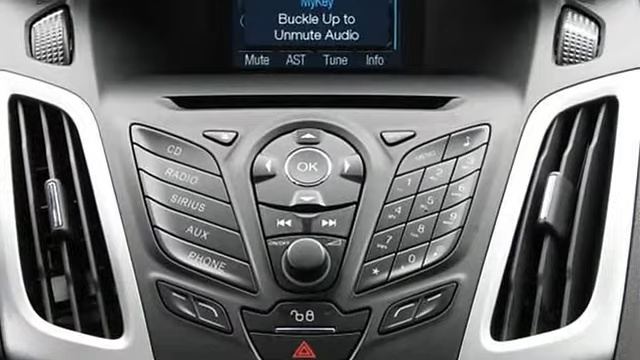 MyKey
Buckle Up to
Unmute Audio
Mute AST Tune Info
CD
RADIO
SIRIUS
AUX
PHONE
OK
ON/OFF
MENU
1 2 3
4 5 6
7 8 9
* 0 #